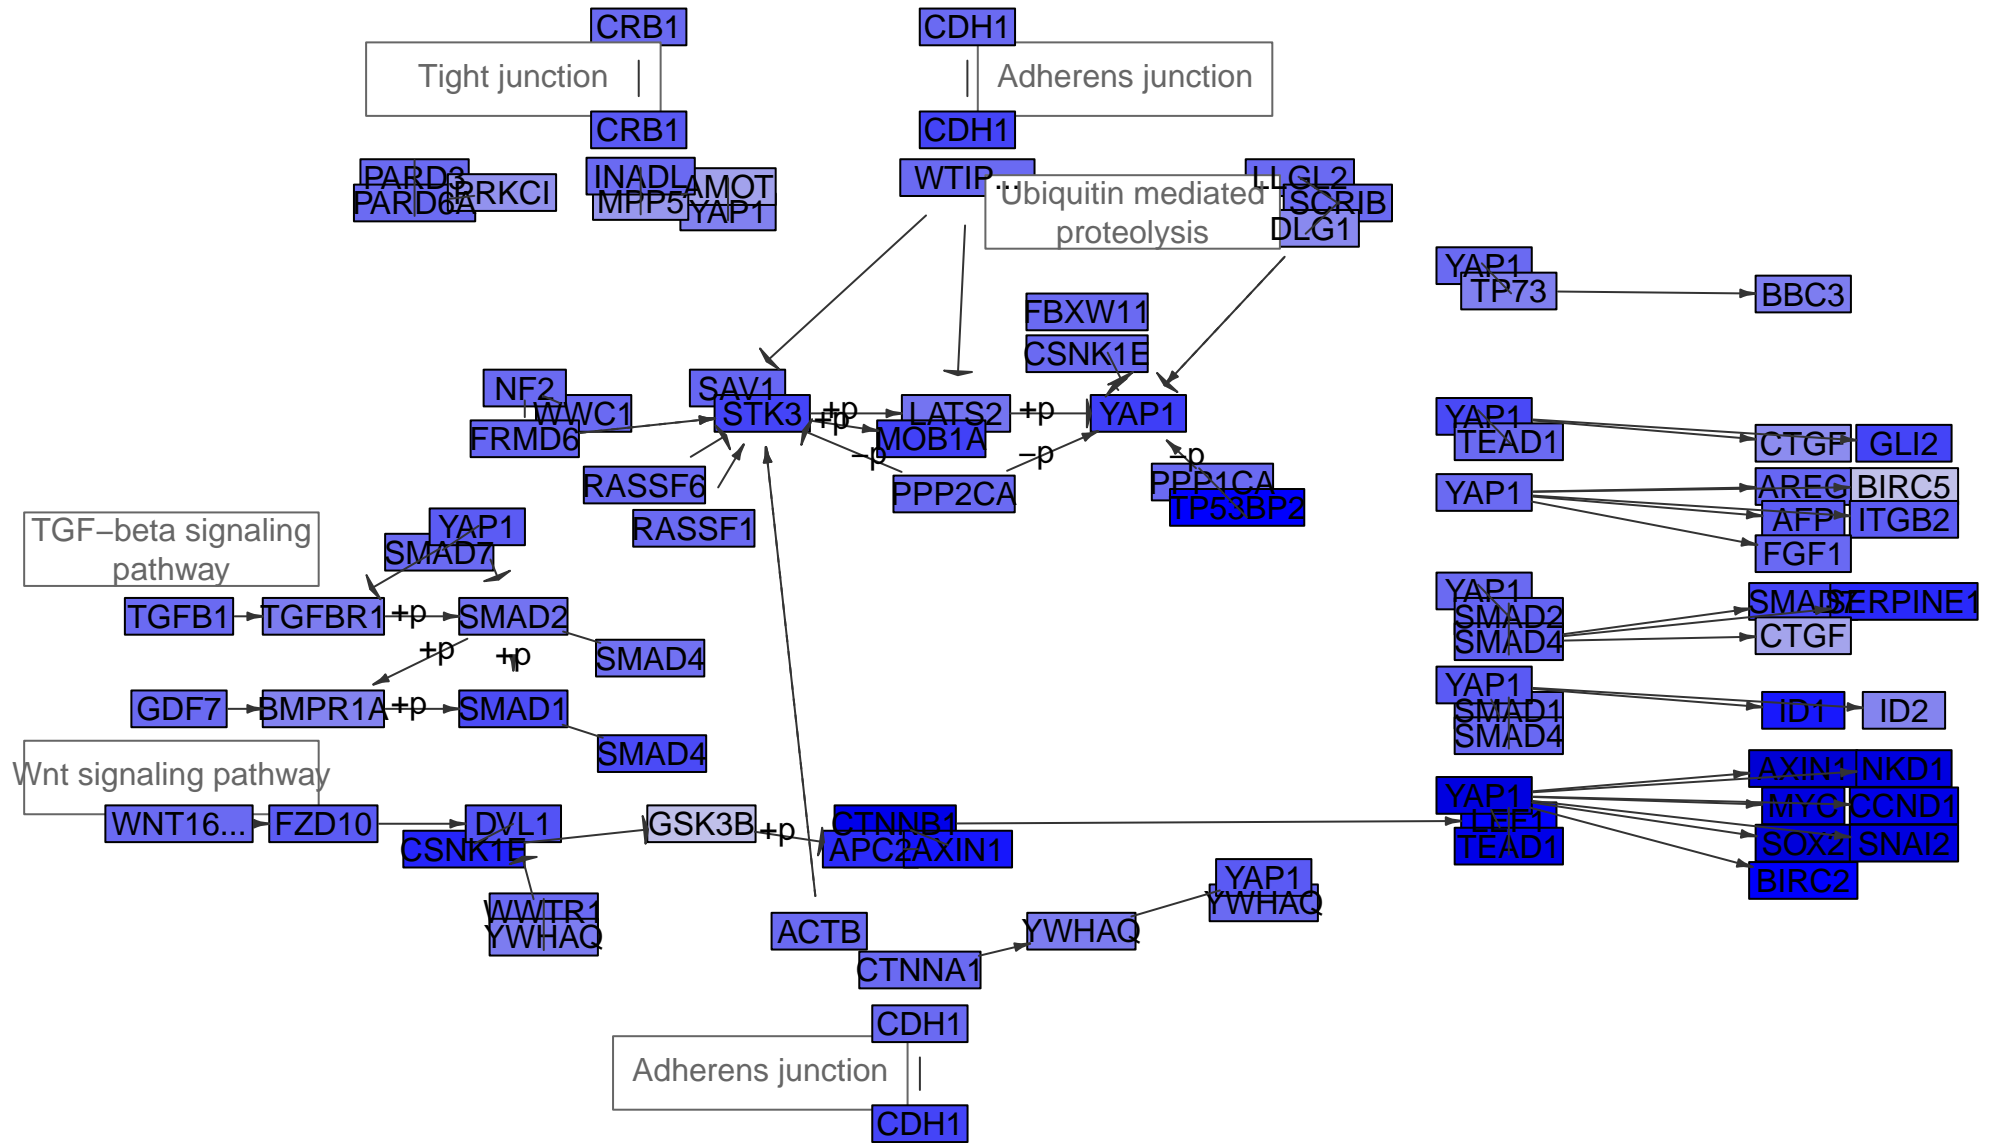 CRB1
CDH1
Tight junction
Adherens junction
CRB1
CDH1
PARD3
PRKCI
PARD6A
INADL
AMOT
MPP5
YAP1
WTIP...
Ubiquitin mediated
proteolysis
LLGL2
SCRIB
DLG1
YAP1
TP73
BBC3
FBXW11
CSNK1E
NF2
WWC1
FRMD6
SAV1
STK3
+p
+p
LATS2
MOB1A
+p
YAP1
−p
−p
−p
RASSF6
RASSF1
PPP2CA
PPP1CA
TP53BP2
YAP1
TEAD1
CTGF
GLI2
YAP1
AREG
BIRC5
AFP
ITGB2
FGF1
TGF−beta signaling
pathway
YAP1
SMAD7
TGFB1
TGFBR1
+p
SMAD2
SMAD4
+p
+p
GDF7
BMPR1A
+p
SMAD1
SMAD4
YAP1
SMAD2
SMAD4
SMAD7
SERPINE1
CTGF
YAP1
SMAD1
SMAD4
ID1
ID2
Wnt signaling pathway
WNT16...
FZD10
DVL1
CSNK1E
GSK3B
+p
CTNNB1
APC2
AXIN1
YAP1
LEF1
TEAD1
AXIN1
NKD1
MYC
CCND1
SOX2
SNAI2
BIRC2
WWTR1
YWHAQ
ACTB
CTNNA1
YWHAQ
YAP1
YWHAQ
CDH1
Adherens junction
CDH1